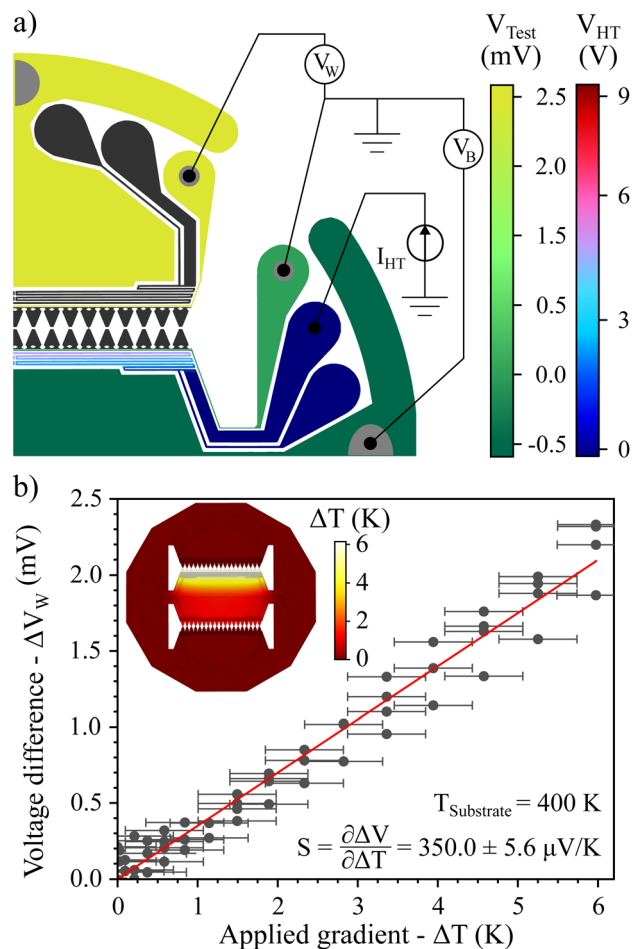 a)
V_Test
(mV)
V_HT
(V)
V_W
V_B
I_HT
2.5
2.0
1.5
0.5
0.0
-0.5
9
6
3
0
b)
Voltage difference - ΔV_W (mV)
2.5
2.0
1.5
1.0
0.5
0.0
ΔT (K)
6
4
2
0
T_Substrate = 400 K
S = ∂ΔV/∂ΔT = 350.0 ± 5.6 µV/K
0 1 2 3 4 5 6
Applied gradient - ΔT (K)